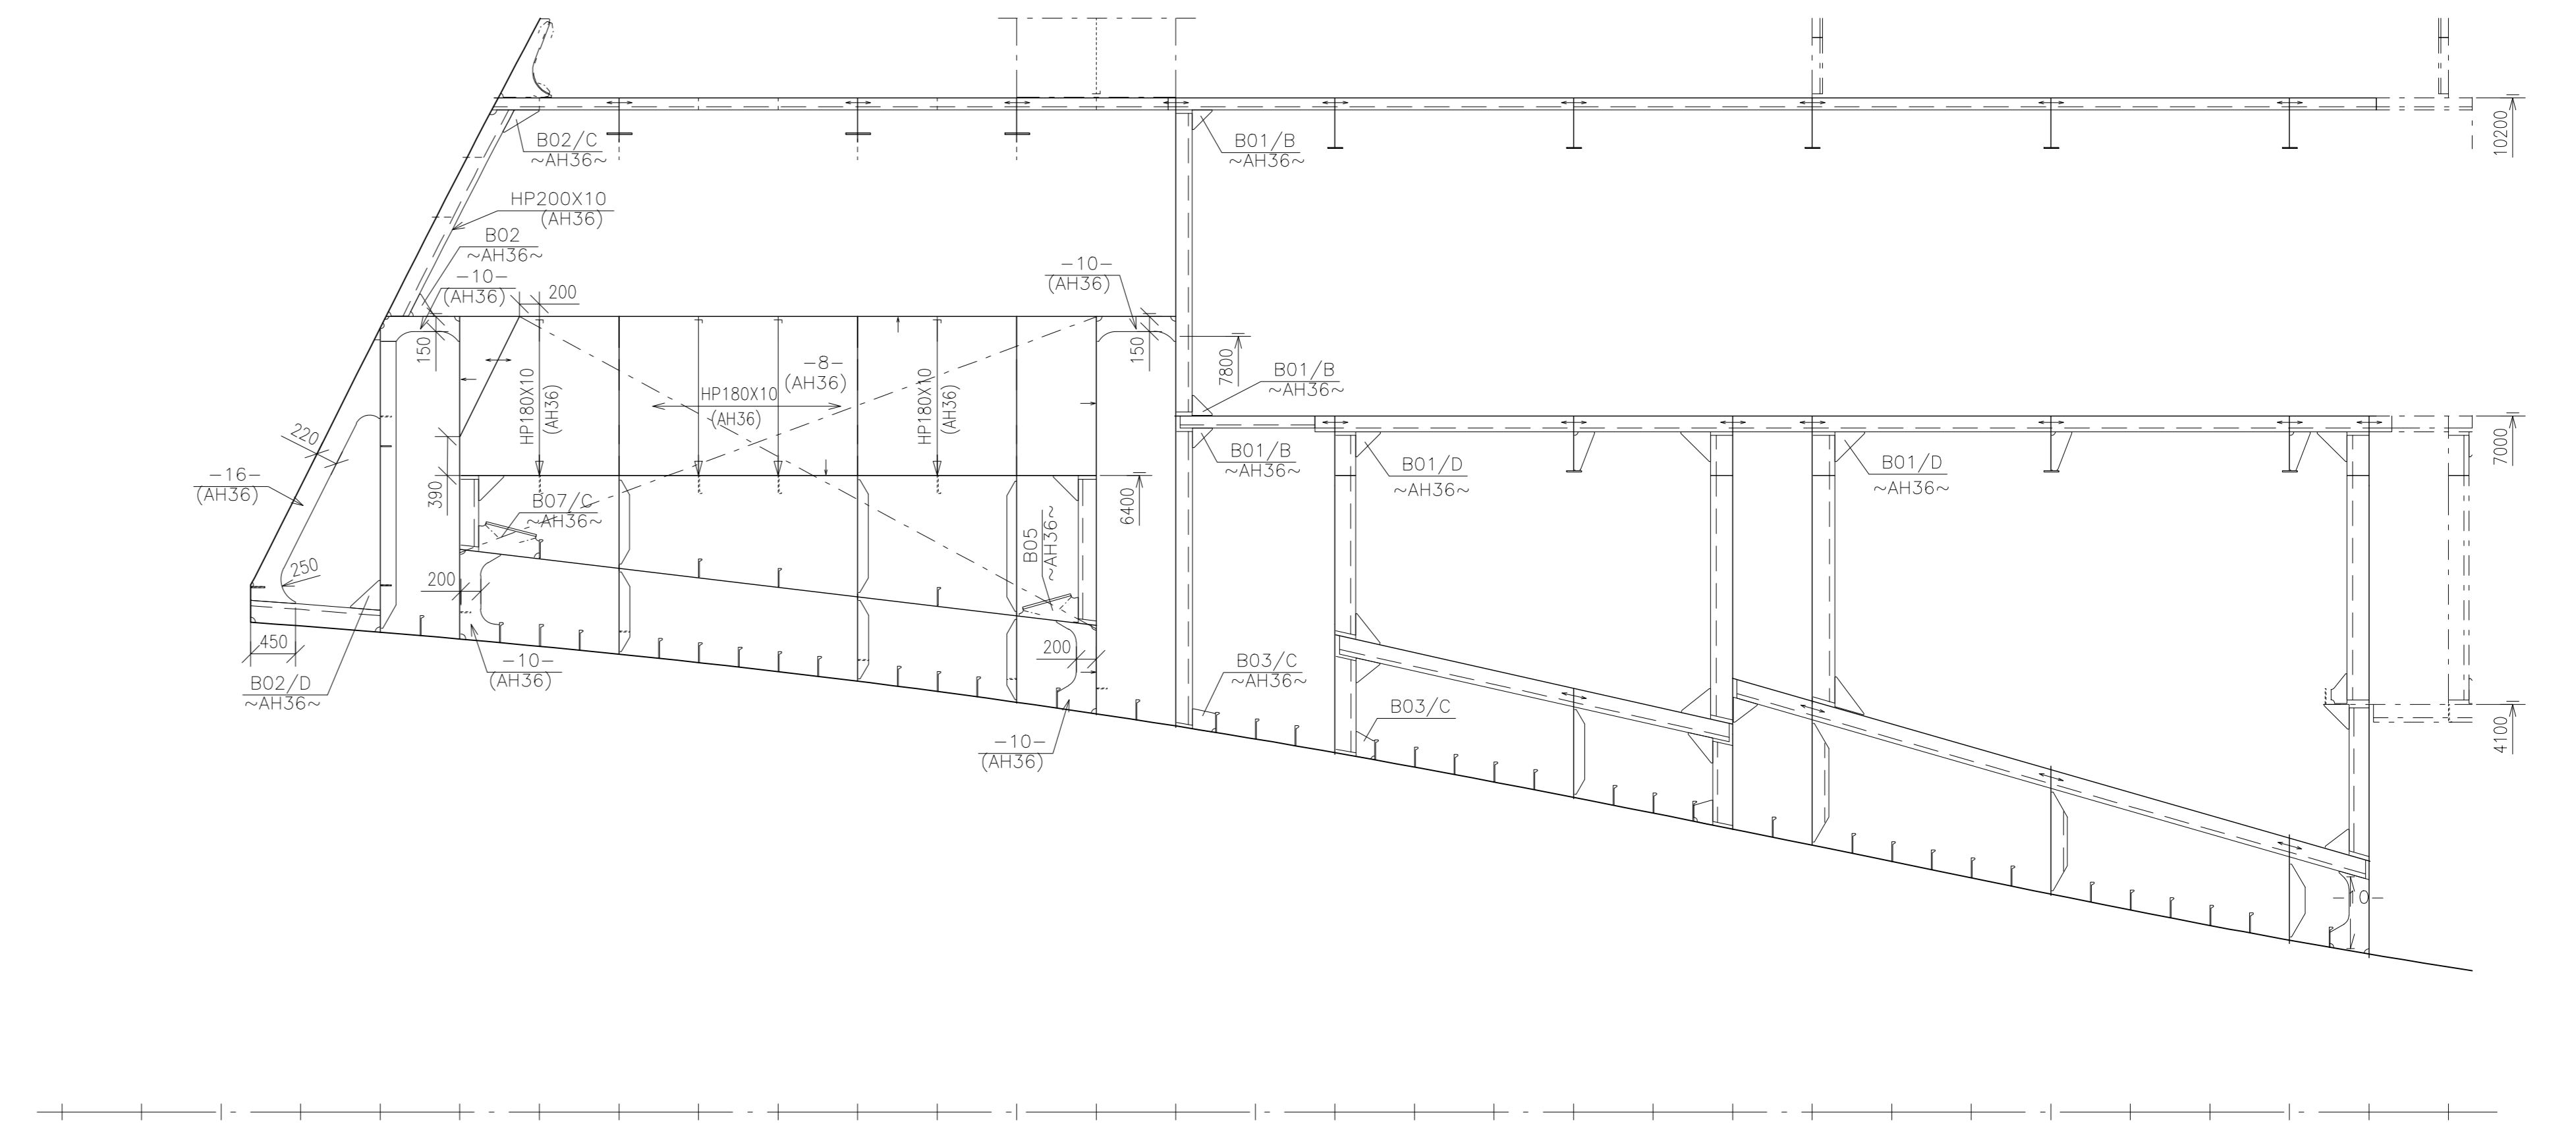 B02/C
~AH36~
B01/B
~AH36~
10200
HP200X10
(AH36)
B02
~AH36~
-10-
(AH36)
200
-10-
(AH36)
150
150
7800
-8-
(AH36)
HP180X10
(AH36)
HP180X10
(AH36)
HP180X10
(AH36)
B01/B
~AH36~
220
-16-
(AH36)
390
B01/B
~AH36~
B01/D
~AH36~
B01/D
~AH36~
7000
B07/C
~AH36~
6400
B05
~AH36~
250
200
450
B02/D
~AH36~
-10-
(AH36)
200
-10-
(AH36)
B03/C
~AH36~
B03/C
4100
-10-